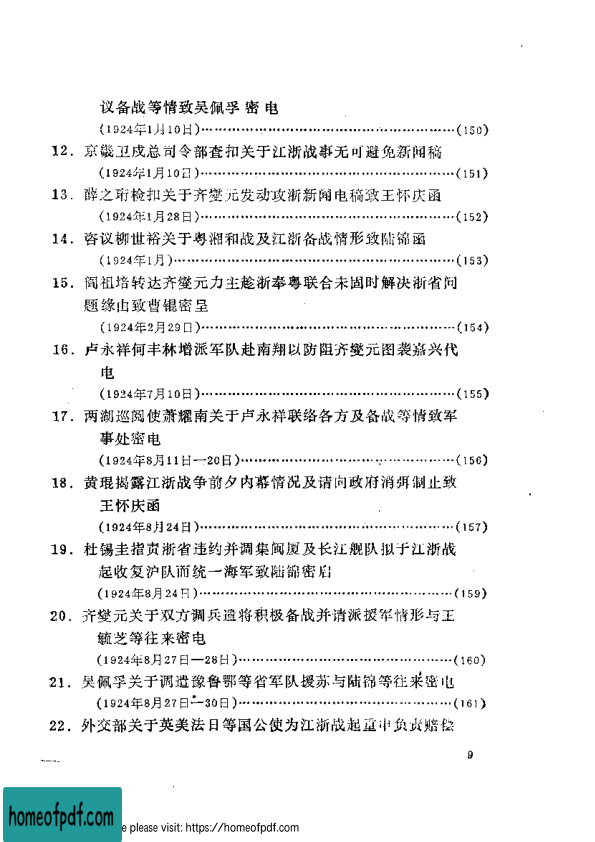 议备战等情致吴佩孚密电
(1924年1月10日)……………………………………(150)
12．京畿卫戍总司令部查扣关于江浙战事无可避免新闻稿
(1924年1月10日)……………………………………(151)
13．薛之珩检扣关于齐燮元发动攻浙新闻电稿致王怀庆函
(1924年1月28日)……………………………………(152)
14．咨议柳世裕关于粤湘和战及江浙备战情形致陆锦函
(1924年1月)……………………………………(153)
15．阎祖培转达齐燮元力主趁浙奉粤联合未固时解决浙省问
题缘由致曹锟密呈
(1924年2月29日)……………………………………(154)
16．卢永祥何丰林增派军队赴南翔以防阻齐燮元图袭嘉兴代
电
(1924年7月10日)……………………………………(155)
17．两湖巡阅使萧耀南关于卢永祥联络各方及备战等情致军
事处密电
(1924年8月11日—20日)……………………………(156)
18．黄琨揭露江浙战争前夕内幕情况及请向政府消弭制止致
王怀庆函
(1924年8月24日)……………………………………(157)
19．杜锡圭指责浙省违约并调集闽厦及长江舰队拟于江浙战
起收复沪队而统一海军致陆锦密启
(1924年8月24日)……………………………………(159)
20．齐燮元关于双方调兵遣将积极备战并请派援军情形与王
毓芝等往来密电
(1924年8月27日—28日)……………………………(160)
21．吴佩孚关于调遣豫鲁鄂等省军队援苏与陆锦等往来密电
(1924年8月27日—30日)……………………………(161)
22．外交部关于英美法日等国公使为江浙战起重申负责赔偿
9
homeofpdf.com
e please visit: https://homeofpdf.com